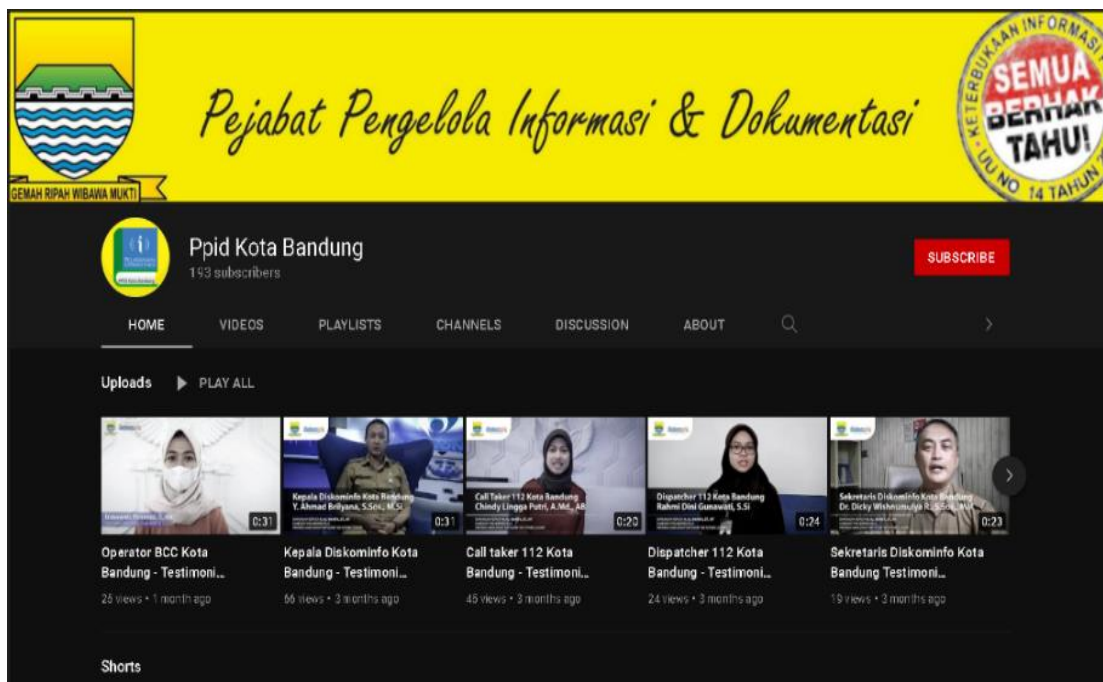 Pejabat Pengelola Informasi & Dokumentasi
GEMAH RIPAH WIBAWA MUKTI
KETERBUKAAN INFORMASI
SEMUA
BERHAK
TAHU!
UU NO 14 TAHUN
Ppid Kota Bandung
193 subscribers
SUBSCRIBE
HOME VIDEOS PLAYLISTS CHANNELS DISCUSSION ABOUT
Uploads PLAY ALL
0:31
Kepala Diskominfo Kota Bandung
Y. Ahmad Brilyana, S.Sos., M.Si
0:31
Call Taker 112 Kota Bandung
Chindy Lingga Putri, A.Md., AB
0:20
Dispatcher 112 Kota Bandung
Rahmi Dini Gunawati, S.Si
0:24
Sekretaris Diskominfo Kota Bandung
Dr. Dicky Wishnumulya
0:23
Operator BCC Kota
Bandung - Testimoni...
26 views • 1 month ago
Kepala Diskominfo Kota
Bandung - Testimoni...
66 views • 3 months ago
Call taker 112 Kota
Bandung - Testimoni...
46 views • 3 months ago
Dispatcher 112 Kota
Bandung - Testimoni...
24 views • 3 months ago
Sekretaris Diskominfo Kota
Bandung Testimoni...
19 views • 3 months ago
Shorts